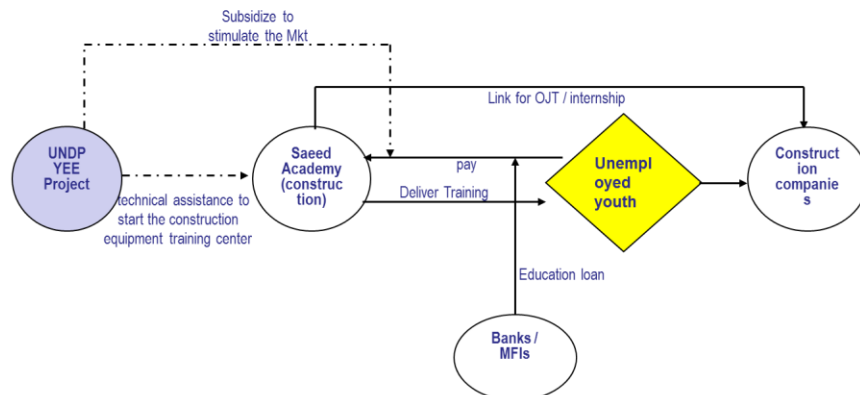 Subsidize to
stimulate the Mkt
Link for OJT / internship
UNDP
YEE
Project
Saeed
Academy
(construc
tion)
pay
Unempl
oyed
youth
Construct
ion
companie
s
Deliver Training
technical assistance to
start the construction
equipment training center
Education loan
Banks /
MFIs